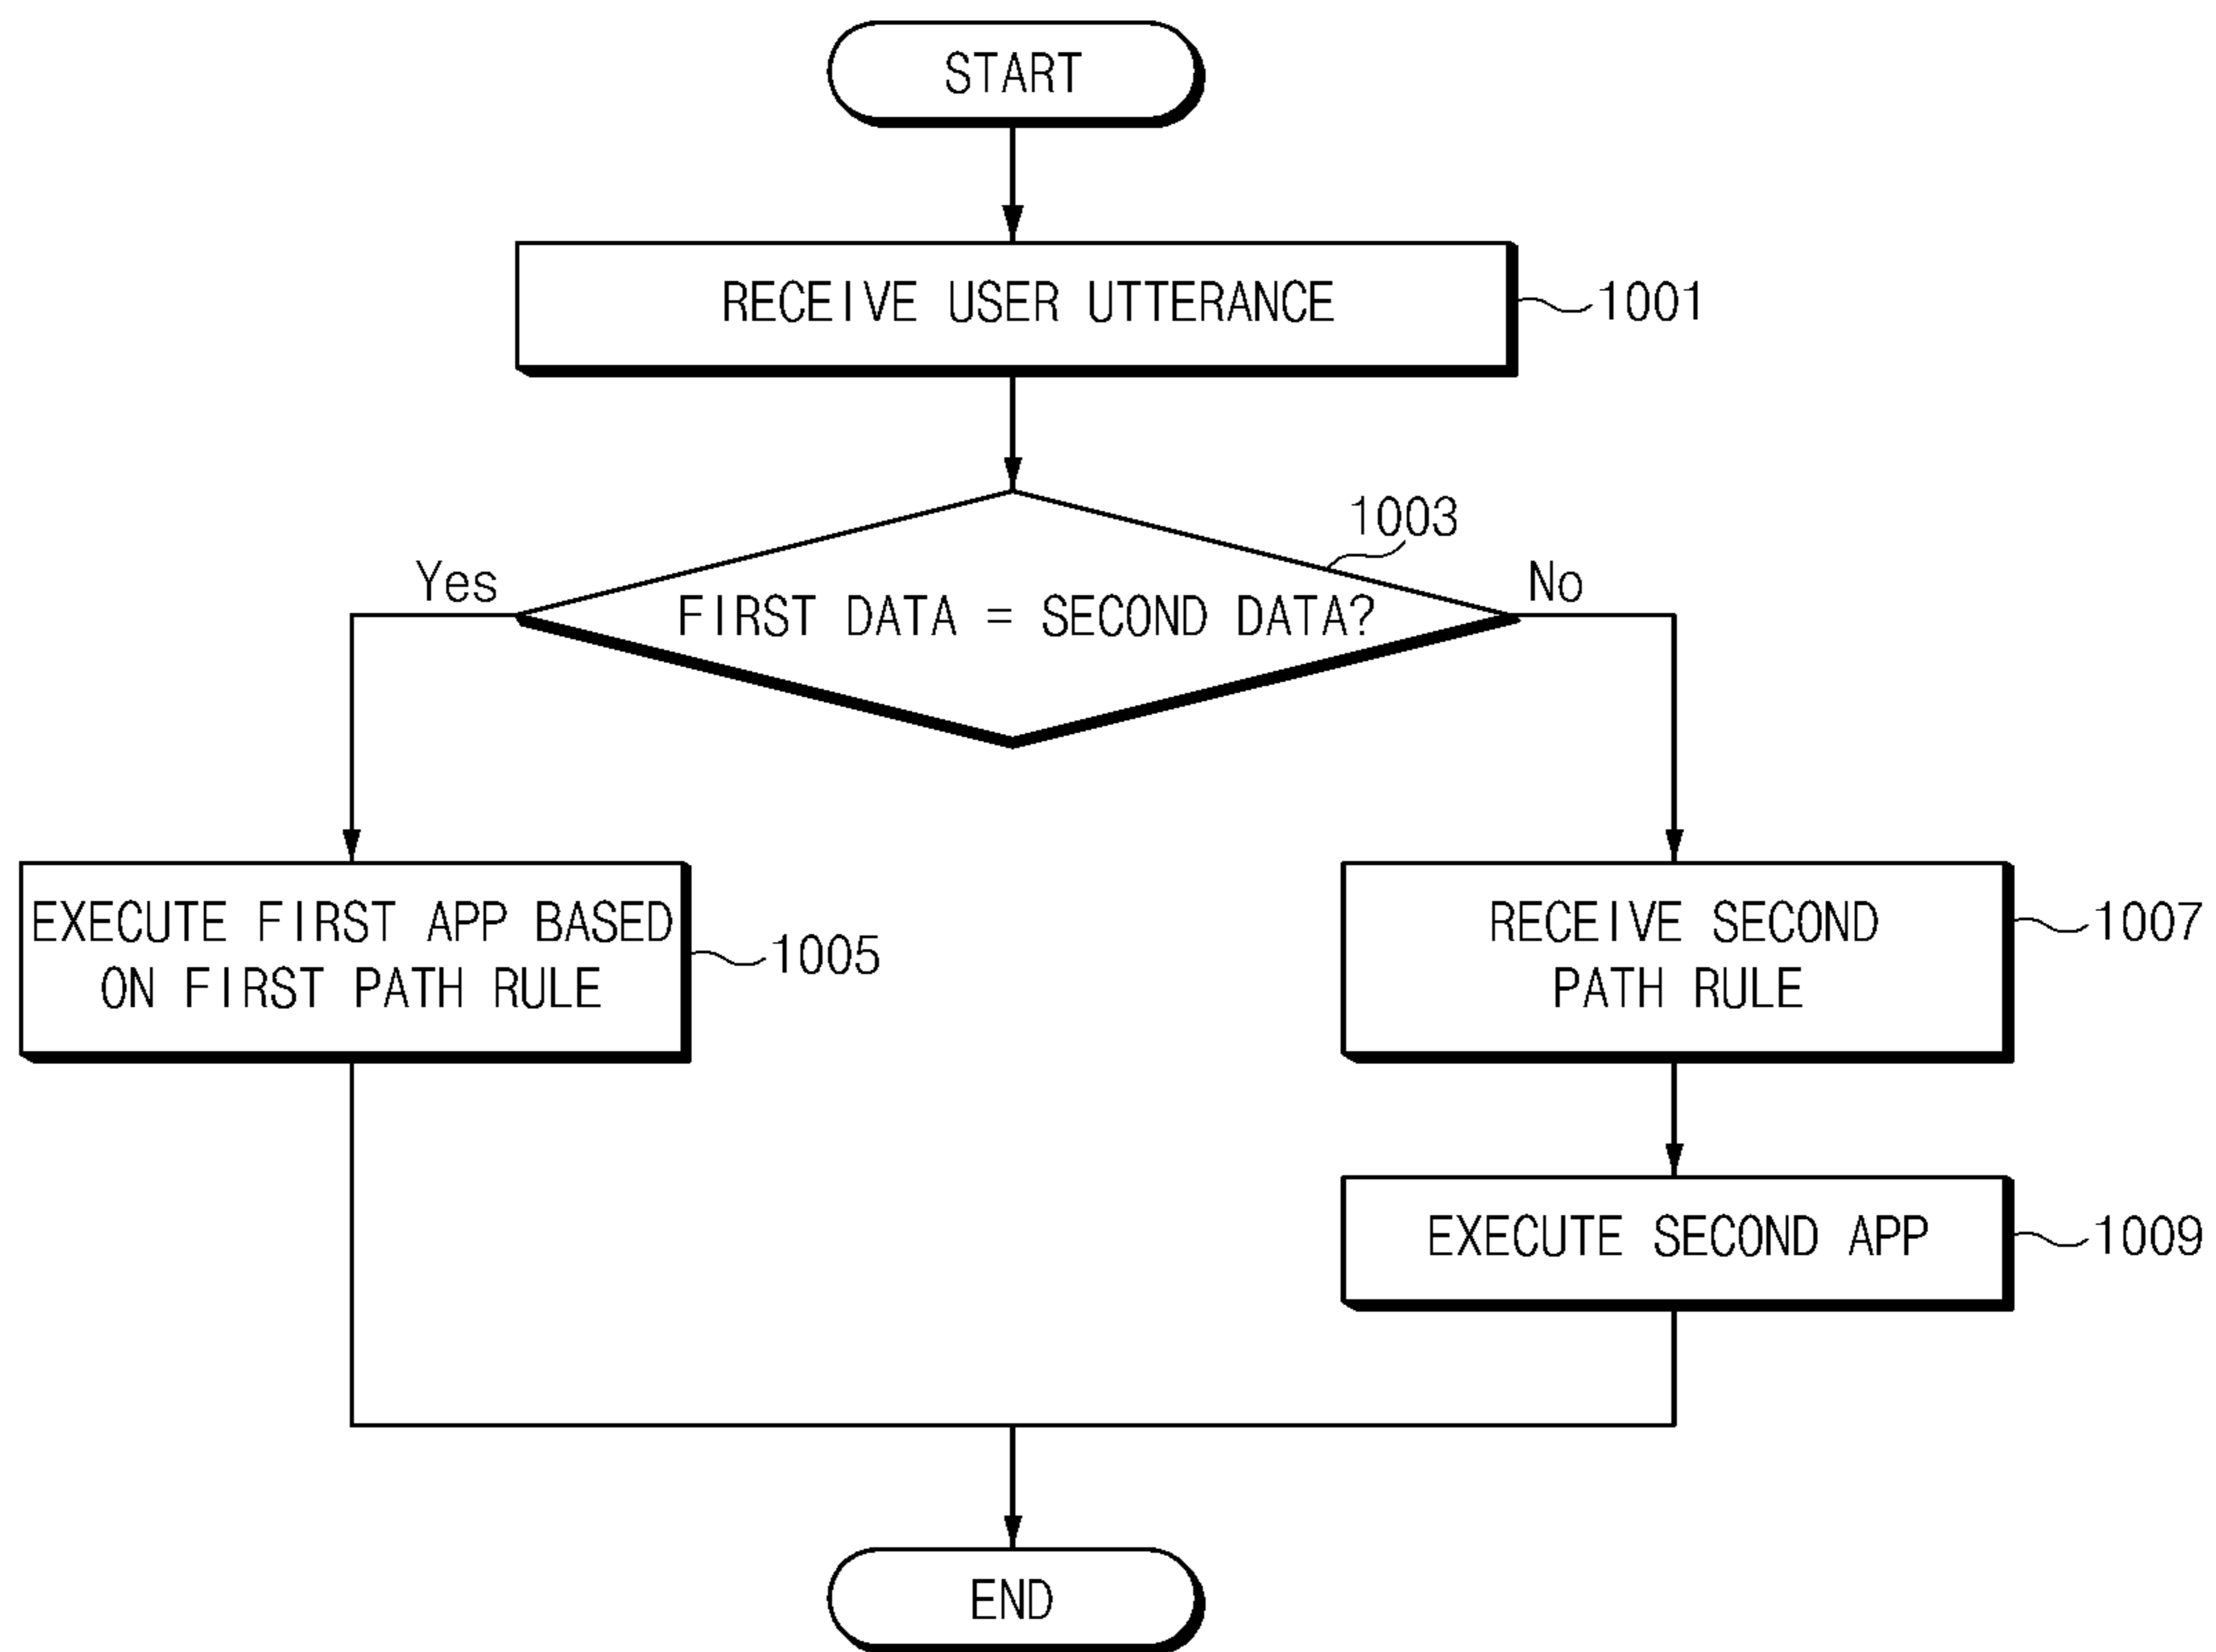 START
RECEIVE USER UTTERANCE
1001
1003
Yes
FIRST DATA = SECOND DATA?
No
EXECUTE FIRST APP BASED
ON FIRST PATH RULE
1005
RECEIVE SECOND
PATH RULE
1007
EXECUTE SECOND APP
1009
END